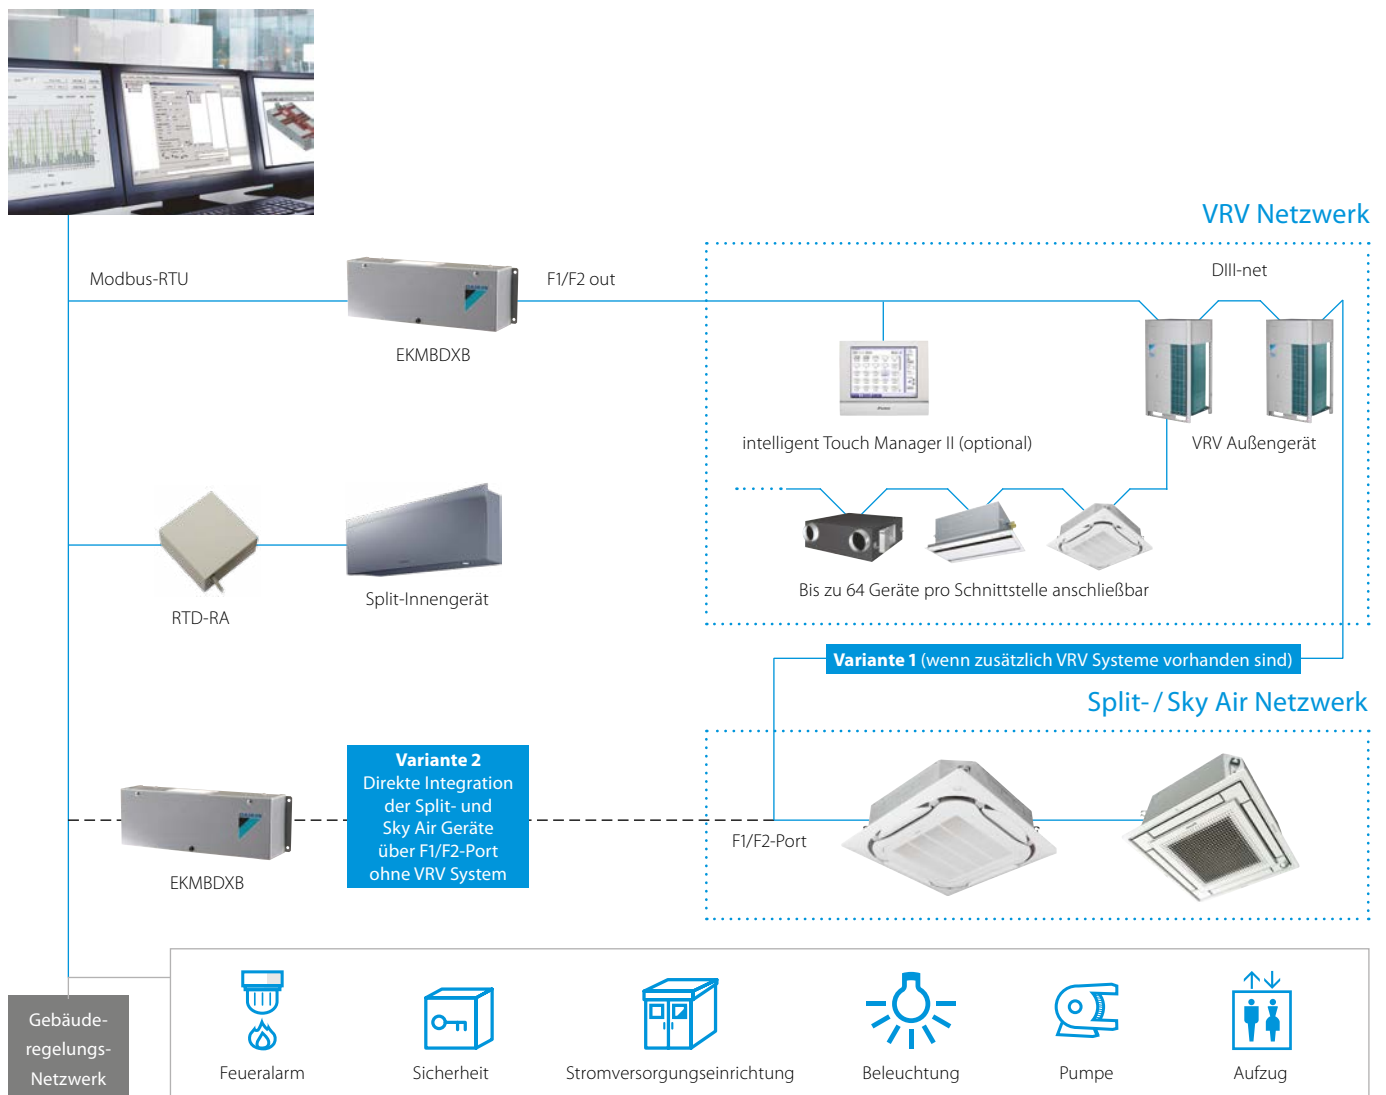 VRV Netzwerk
Modbus-RTU
F1/F2 out
DIII-net
EKMBDXB
intelligent Touch Manager II (optional)
VRV Außengerät
RTD-RA
Split-Innengerät
Bis zu 64 Geräte pro Schnittstelle anschließbar
Variante 1 (wenn zusätzlich VRV Systeme vorhanden sind)
Split- / Sky Air Netzwerk
Variante 2
Direkte Integration
der Split- und
Sky Air Geräte
über F1/F2-Port
ohne VRV System
F1/F2-Port
EKMBDXB
Gebäude-
regelungs-
Netzwerk
Feueralarm
Sicherheit
Stromversorgungseinrichtung
Beleuchtung
Pumpe
Aufzug